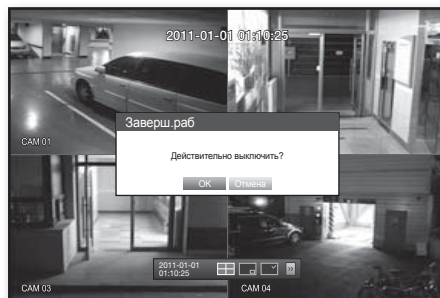 2011-01-01 01:10:25
CAM 01
Заверш.раб
Действительно выключить?
OK Отмена
2011-01-01
01:10:25
CAM 03
CAM 04